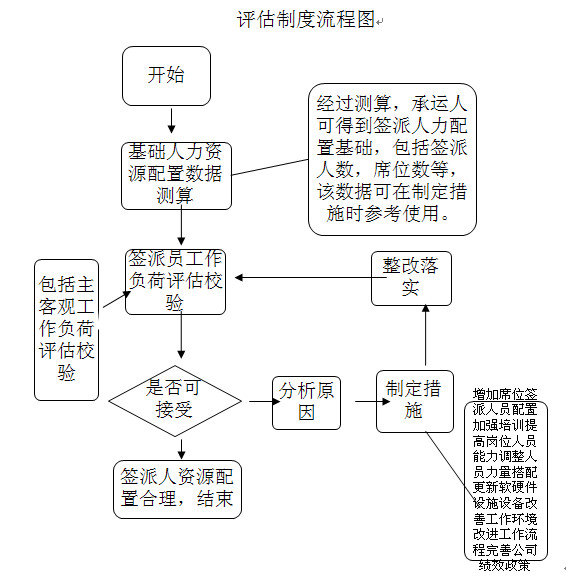 评估制度流程图
开始
经过测算，承运人
可得到签派人力配
置基础，包括签派
人数，席位数等，
该数据可在制定措
施时参考使用。
基础人力资
源配置数据
测算
签派员工作
负荷评估校
验
整改落
实
包括主
客观工
作负荷
评估校
验
是否可
接受
分析原
因
制定措
施
增加席位签
派人员配置
加强培训提
高岗位人员
能力调整人
员力量搭配
更新软硬件
设施设备改
善工作环境
改进工作流
程完善公司
绩效政策
签派人资源配
置合理，结束